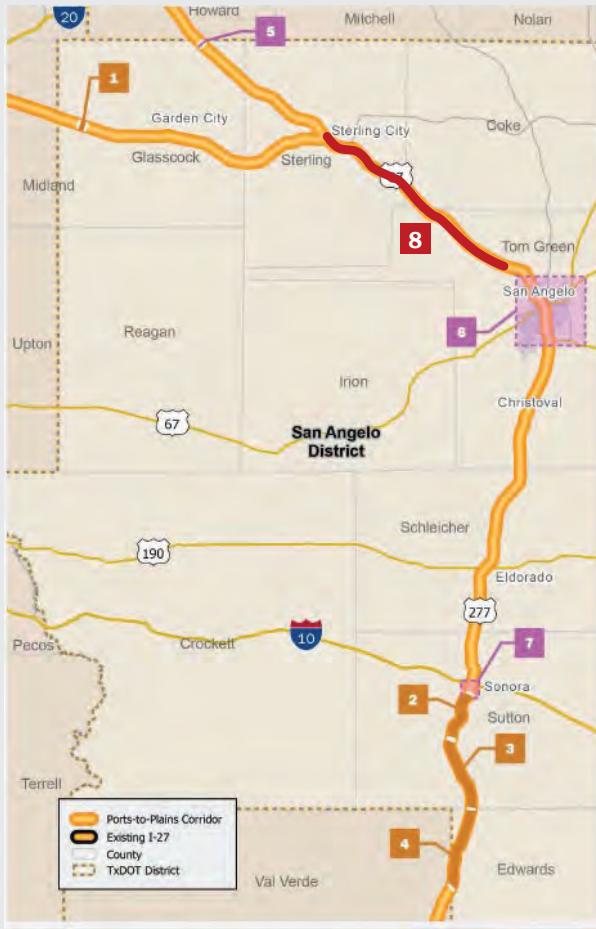 Howard
Mitchell
Nolan
20
5
1
Garden City
Sterling City
Coke
Glasscock
Sterling
Midland
8
Tom Green
San Angelo
6
Reagan
Upton
Irion
Christoval
67
San Angelo
District
Schleicher
190
Eldorado
277
10
Pecos
Crockett
7
Sonora
2
Sutton
3
Terrell
Ports-to-Plains Corridor
Existing I-27
County
TxDOT District
4
Edwards
Val Verde